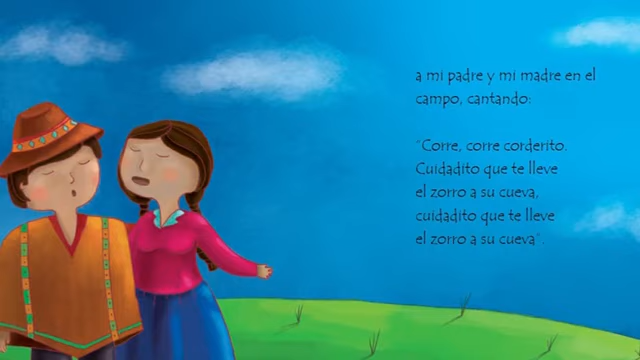 a mi padre y mi madre en el
campo, cantando:
"Corre, corre corderito.
Cuidadito que te lleve
el zorro a su cueva,
cuidadito que te lleve
el zorro a su cueva".